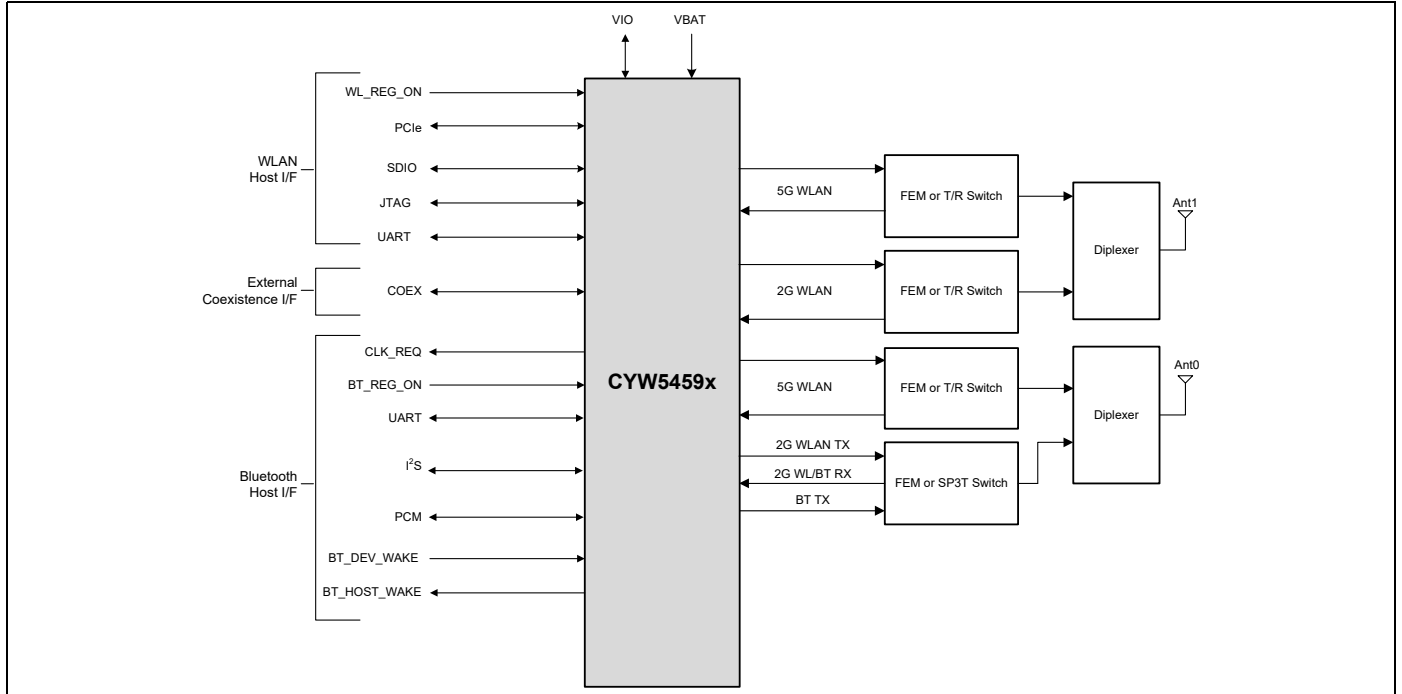 VIO
VBAT
WLAN
Host I/F
WL_REG_ON
PCIe
SDIO
JTAG
UART
External
Coexistence I/F
COEX
Bluetooth
Host I/F
CLK_REQ
BT_REG_ON
UART
I²S
PCM
BT_DEV_WAKE
BT_HOST_WAKE
CYW5459x
5G WLAN
FEM or T/R Switch
2G WLAN
FEM or T/R Switch
Diplexer
Ant1
5G WLAN
FEM or T/R Switch
2G WLAN TX
2G WL/BT RX
BT TX
FEM or SP3T Switch
Diplexer
Ant0